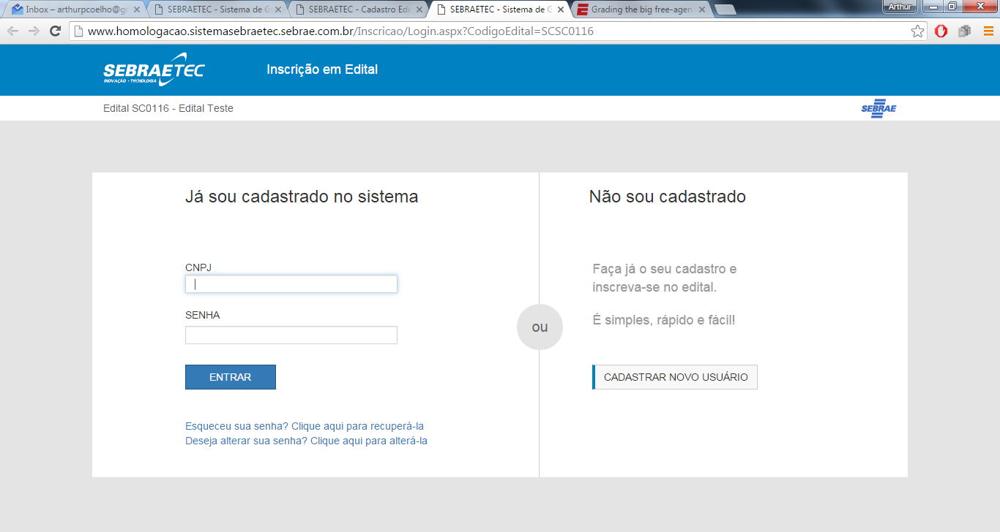 Inbox – arthurpcoelho@g
SEBRAETEC - Sistema de G
SEBRAETEC - Cadastro Edi
SEBRAETEC - Sistema de G
Grading the big free-agen
Arthur
www.homologacao.sistemasebraetec.sebrae.com.br/Inscricao/Login.aspx?CodigoEdital=SCSC0116
SEBRAETEC
INOVAÇÃO • TECNOLOGIA
Inscrição em Edital
Edital SC0116 - Edital Teste
SEBRAE
Já sou cadastrado no sistema
CNPJ
SENHA
ENTRAR
Esqueceu sua senha? Clique aqui para recuperá-la
Deseja alterar sua senha? Clique aqui para alterá-la
ou
Não sou cadastrado
Faça já o seu cadastro e
inscreva-se no edital.
É simples, rápido e fácil!
CADASTRAR NOVO USUÁRIO